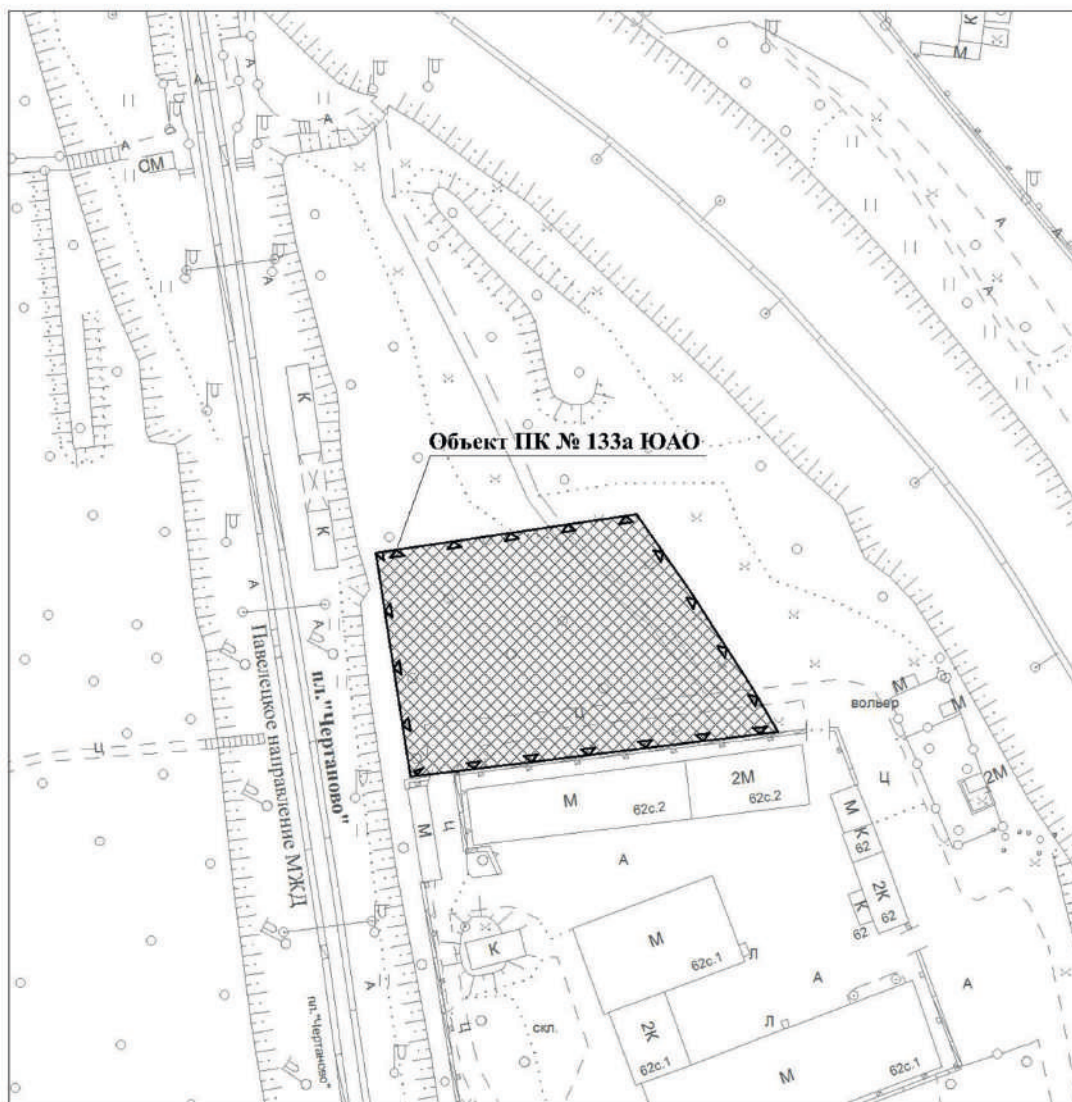 К
М
А
А
А
А
СМ
А
А
А
А
К
Объект ПК № 133а ЮАО
К
А
А
Павелецкое направление МЖД
пл."Чертаново"
Ц
Ц
вольер
М
М
2М
Ц
М
62с.2
2М
62с.2
М
Ц
А
М
К
62
2К
62
К
62
К
М
62с.1
Л
А
А
А
2К
62с.1
Л
М
62с.1
скл.
Ц
пл."Чертаново"